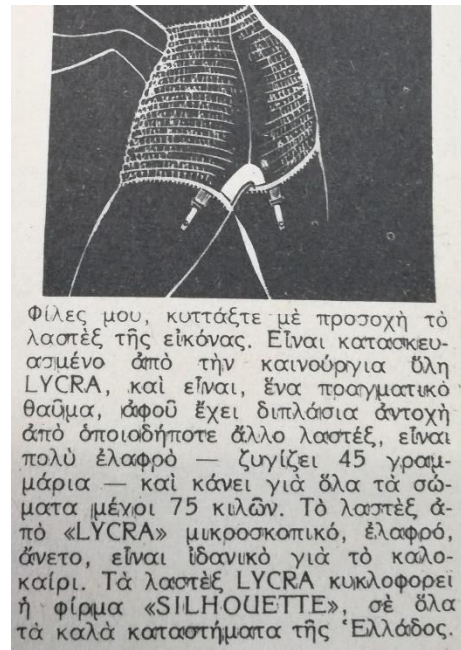 Φίλες μου, κυττάξτε μὲ προσοχὴ τὸ
λαστὲξ τῆς εἰκόνας. Εἶναι κατασκευ-
ασμένο ἀπὸ τὴν καινούργια ὕλη
LYCRA, καὶ εἶναι, ἕνα πραγματικὸ
θαῦμα, ἀφοῦ ἔχει διπλάσια ἀντοχὴ
ἀπὸ ὁποιοδήποτε ἄλλο λαστέξ, εἶναι
πολὺ ἐλαφρὸ — ζυγίζει 45 γραμ-
μάρια — καὶ κάνει γιὰ ὅλα τὰ σώ-
ματα μέχρι 75 κιλῶν. Τὸ λαστὲξ ἀ-
πὸ «LYCRA» μικροσκοπικό, ἐλαφρό,
ἄνετο, εἶναι ἰδανικὸ γιὰ τὸ καλο-
καίρι. Τὰ λαστὲξ LYCRA κυκλοφορεῖ
ἡ φίρμα «SILHOUETTE», σὲ ὅλα
τὰ καλὰ καταστήματα τῆς Ἑλλάδος.